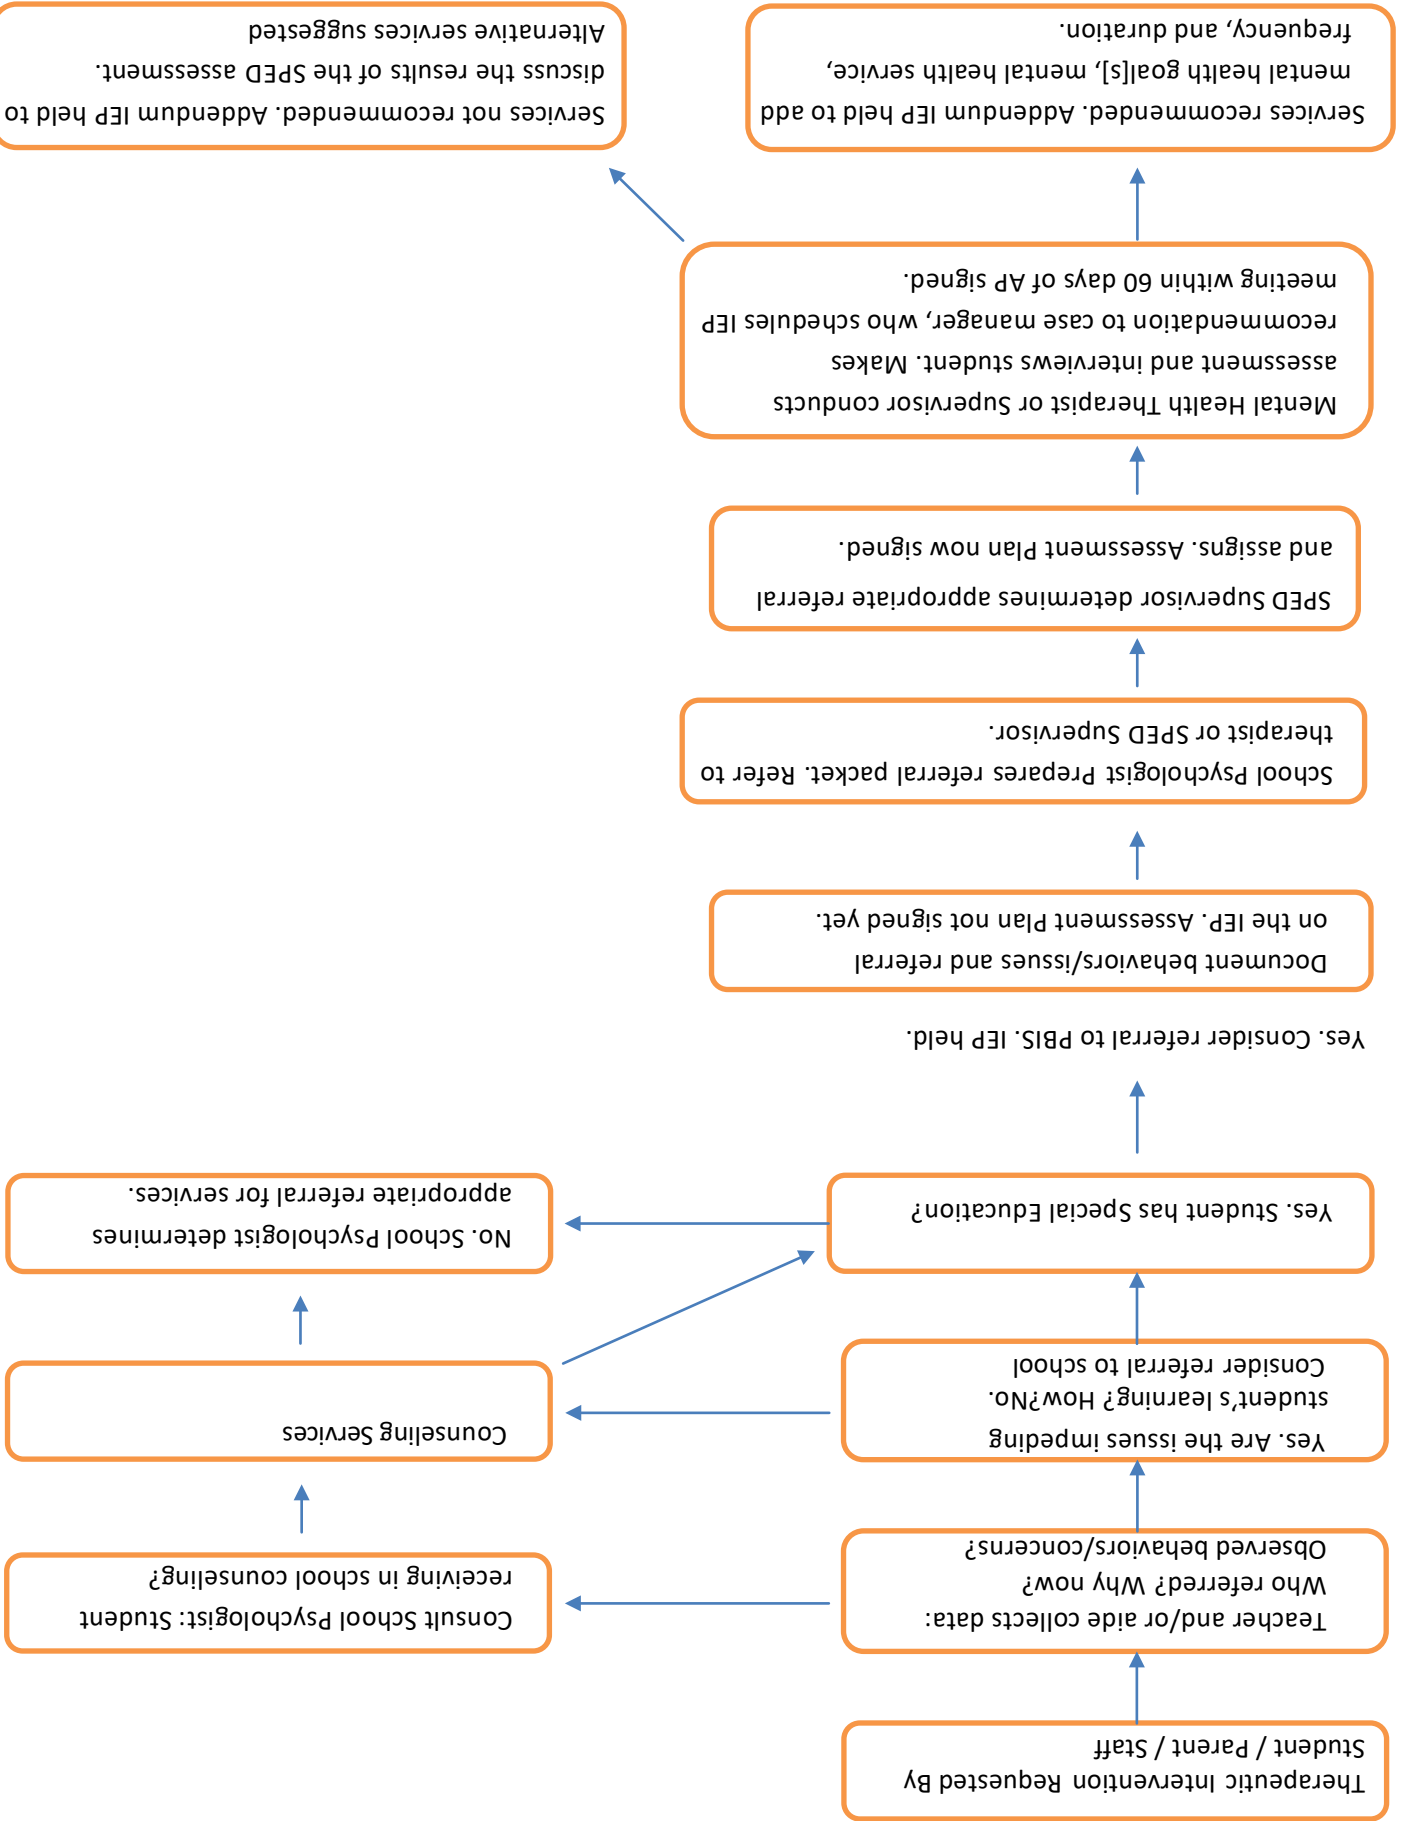 Therapeutic Intervention Requested By
Student / Parent / Staff
Teacher and/or aide collects data:
Who referred? Why now?
Observed behaviors/concerns?
Consult School Psychologist: Student
receiving in school counseling?
Yes. Are the issues impeding
student’s learning? How?No.
Consider referral to school
Counseling Services
Yes. Student has Special Education?
No. School Psychologist determines
appropriate referral for services.
Yes. Consider referral to PBIS. IEP held.
Document behaviors/issues and referral
on the IEP. Assessment Plan not signed yet.
School Psychologist Prepares referral packet. Refer to
therapist or SPED Supervisor.
SPED Supervisor determines appropriate referral
and assigns. Assessment Plan now signed.
Mental Health Therapist or Supervisor conducts
assessment and interviews student. Makes
recommendation to case manager, who schedules IEP
meeting within 60 days of AP signed.
Services recommended. Addendum IEP held to add
mental health goal[s], mental health service,
frequency, and duration.
Services not recommended. Addendum IEP held to
discuss the results of the SPED assessment.
Alternative services suggested